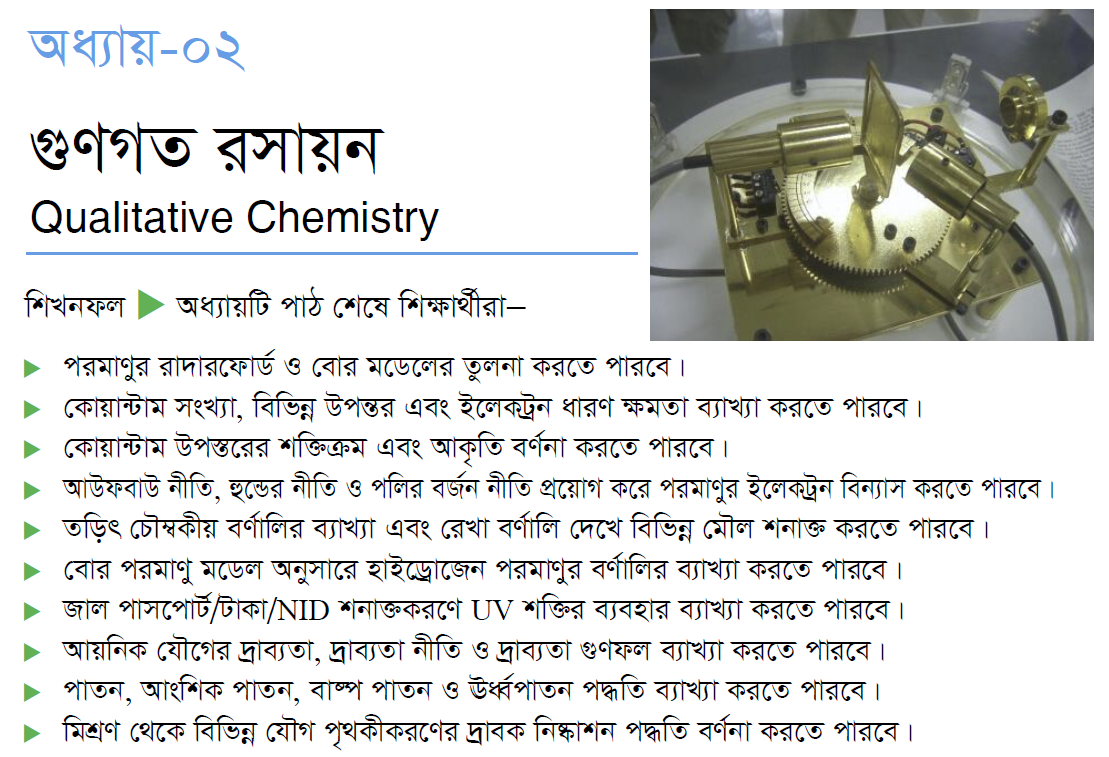 অধ্যায়-০২
গুণগত রসায়ন
Qualitative Chemistry
শিখনফল ▶ অধ্যায়টি পাঠ শেষে শিক্ষার্থীরা–
পরমাণুর রাদারফোর্ড ও বোর মডেলের তুলনা করতে পারবে।
কোয়ান্টাম সংখ্যা, বিভিন্ন উপস্তর এবং ইলেকট্রন ধারণ ক্ষমতা ব্যাখ্যা করতে পারবে।
কোয়ান্টাম উপস্তরের শক্তিক্রম এবং আকৃতি বর্ণনা করতে পারবে।
আউফবাউ নীতি, হুন্ডের নীতি ও পলির বর্জন নীতি প্রয়োগ করে পরমাণুর ইলেকট্রন বিন্যাস করতে পারবে।
তড়িৎ চৌম্বকীয় বর্ণালির ব্যাখ্যা এবং রেখা বর্ণালি দেখে বিভিন্ন মৌল শনাক্ত করতে পারবে।
বোর পরমাণু মডেল অনুসারে হাইড্রোজেন পরমাণুর বর্ণালির ব্যাখ্যা করতে পারবে।
জাল পাসপোর্ট/টাকা/NID শনাক্তকরণে UV শক্তির ব্যবহার ব্যাখ্যা করতে পারবে।
আয়নিক যৌগের দ্রাব্যতা, দ্রাব্যতা নীতি ও দ্রাব্যতা গুণফল ব্যাখ্যা করতে পারবে।
পাতন, আংশিক পাতন, বাষ্প পাতন ও ঊর্ধ্বপাতন পদ্ধতি ব্যাখ্যা করতে পারবে।
মিশ্রণ থেকে বিভিন্ন যৌগ পৃথকীকরণের দ্রাবক নিষ্কাশন পদ্ধতি বর্ণনা করতে পারবে।